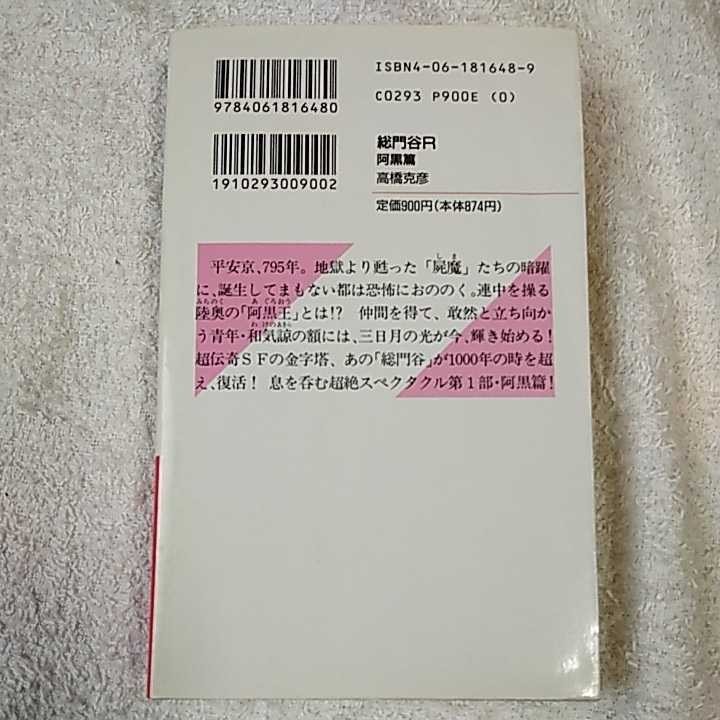 ISBN4-06-181648-9
9784061816480
C0293 P900E (0)
総門谷R
阿黒篇
高橋克彦
1910293009002
定価900円(本体874円)
平安京、795年。地獄より甦った「屍魔」たちの暗躍
に、誕生してまもない都は恐怖におののく。連中を操る
陸奥の「阿黒王」とは!? 仲間を得て、敢然と立ち向か
う青年・和気諒の額には、三日月の光が今、輝き始める!
超伝奇SFの金字塔、あの「総門谷」が1000年の時を超
え、復活! 息を呑む超絶スペクタクル第1部・阿黒篇!